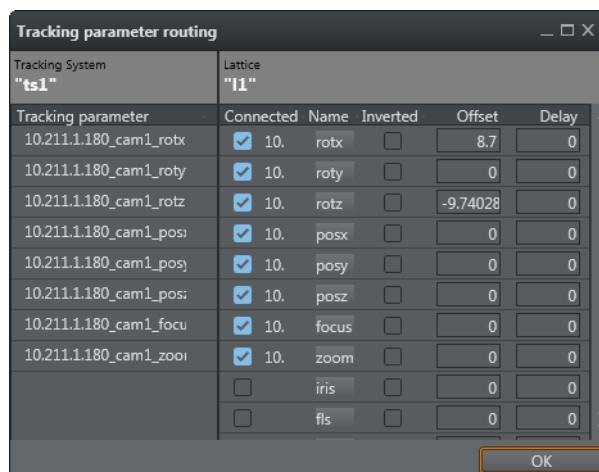 Tracking parameter routing
Tracking System Lattice
"ts1" "l1"
Tracking parameter Connected Name Inverted Offset Delay
10.211.1.180_cam1_rotx 10. rotx 8.7 0
10.211.1.180_cam1_roty 10. roty 0 0
10.211.1.180_cam1_rotz 10. rotz -9.74028 0
10.211.1.180_cam1_pos 10. posx 0 0
10.211.1.180_cam1_pos 10. posy 0 0
10.211.1.180_cam1_pos 10. posz 0 0
10.211.1.180_cam1_focu 10. focus 0 0
10.211.1.180_cam1_zoo 10. zoom 0 0
iris 0 0
fls 0 0
OK